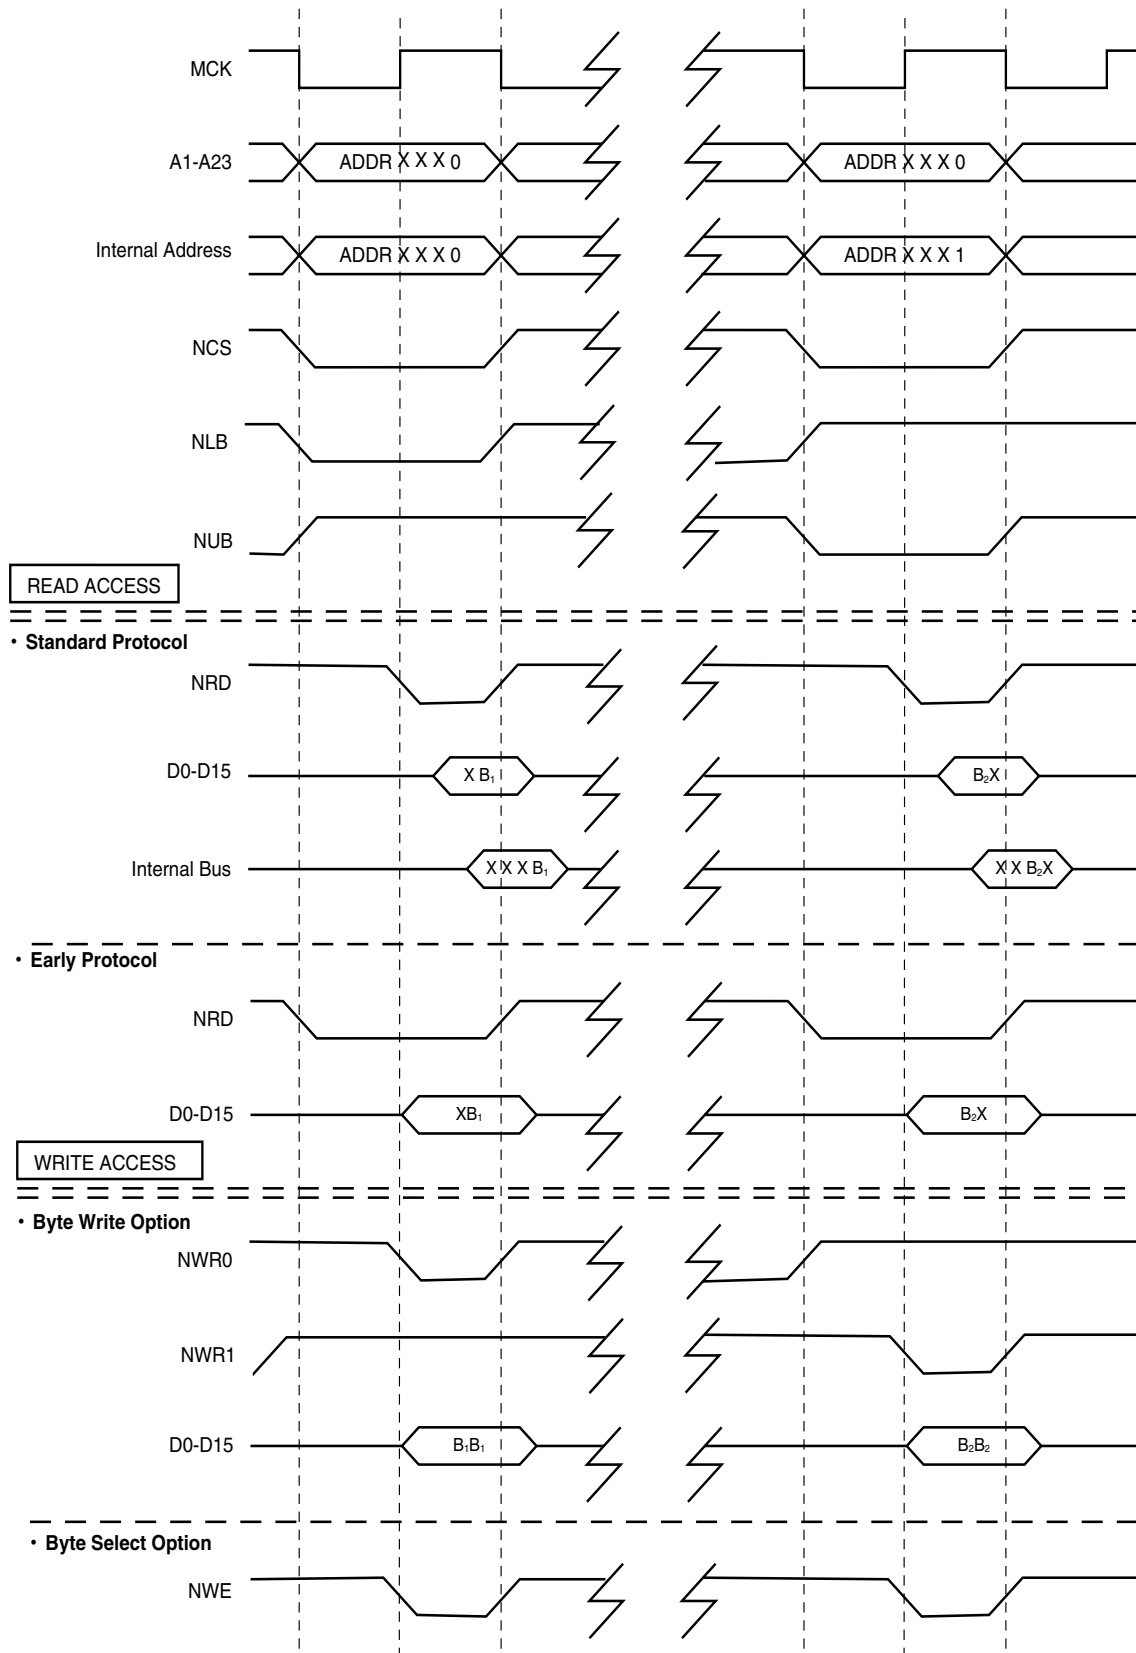 MCK
A1-A23 ADDR X X X 0 ADDR X X X 0
Internal Address ADDR X X X 0 ADDR X X X 1
NCS
NLB
NUB
READ ACCESS
• Standard Protocol
NRD
D0-D15 X B₁ B₂X
Internal Bus X X X B₁ X X B₂X
• Early Protocol
NRD
D0-D15 XB₁ B₂X
WRITE ACCESS
• Byte Write Option
NWR0
NWR1
D0-D15 B₁B₁ B₂B₂
• Byte Select Option
NWE